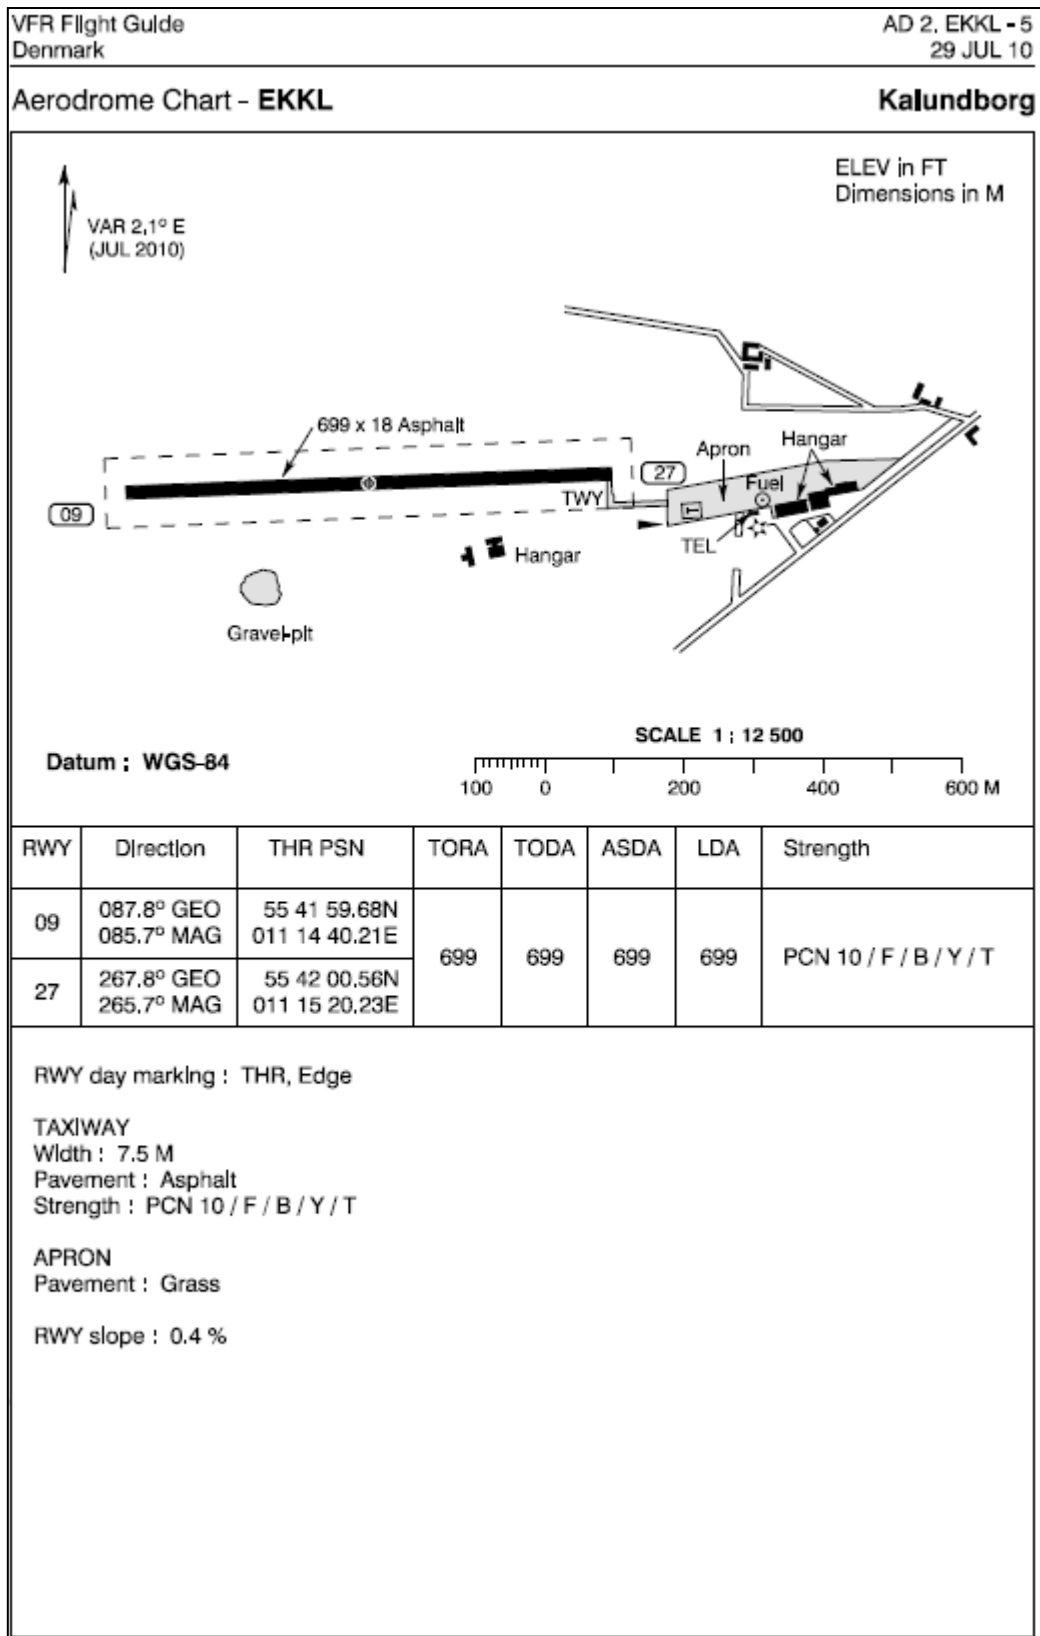 VFR Flight Guide
Denmark
AD 2. EKKL - 5
29 JUL 10
Aerodrome Chart - EKKL
Kalundborg
ELEV in FT
Dimensions in M
VAR 2,1° E
(JUL 2010)
699 x 18 Asphalt
09
27
TWY
Apron
Hangar
Fuel
T
TEL
Hangar
Gravel-pit
SCALE 1 : 12 500
Datum : WGS-84
100 0 200 400 600 M
RWY Direction THR PSN TORA TODA ASDA LDA Strength
09 087.8° GEO 55 41 59.68N
085.7° MAG 011 14 40.21E
699 699 699 699 PCN 10 / F / B / Y / T
27 267.8° GEO 55 42 00.56N
265.7° MAG 011 15 20.23E
RWY day marking : THR, Edge
TAXIWAY
Width : 7.5 M
Pavement : Asphalt
Strength : PCN 10 / F / B / Y / T
APRON
Pavement : Grass
RWY slope : 0.4 %